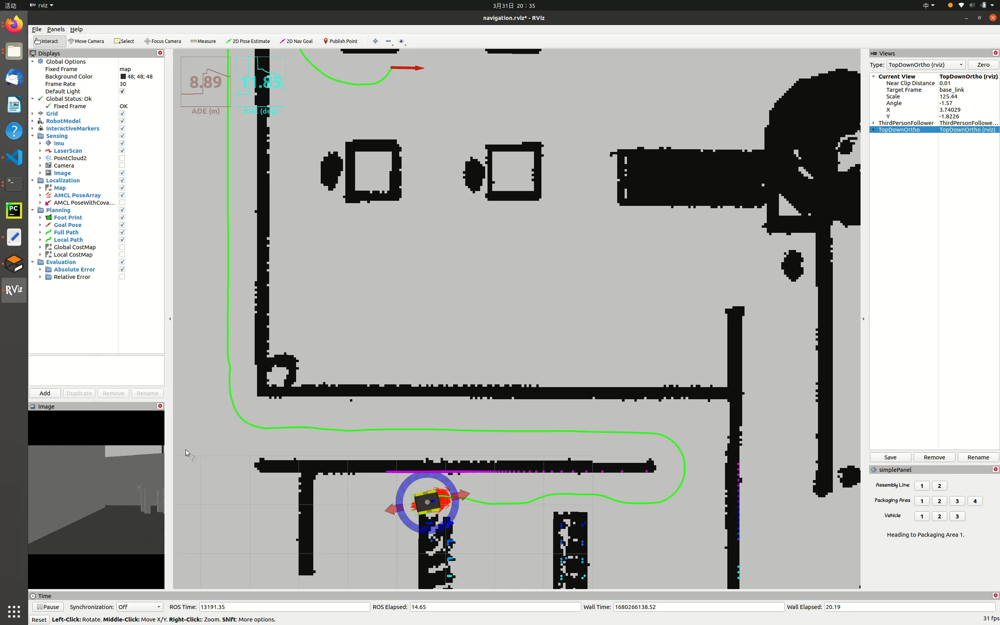 活动 rviz 3月31日 20：35 中
navigation.rviz* - RViz
File Panels Help
Interact Move Camera Select Focus Camera Measure 2D Pose Estimate 2D Nav Goal Publish Point
Displays
Global Options
Fixed Frame map
Background Color 48; 48; 48
Frame Rate 30
Default Light
Global Status: Ok
Fixed Frame OK
Grid
RobotModel
InteractiveMarkers
Sensing
Imu
LaserScan
PointCloud2
Camera
Image
Localization
Map
AMCL PoseArray
AMCL PoseWithCova...
Planning
Foot Print
Goal Pose
Full Path
Local Path
Global CostMap
Local CostMap
Evaluation
Absolute Error
Relative Error
PC
RViz
Add Duplicate Remove Rename
Image
8.89 11.85
ADE (m) AHE (deg)
Views
Type: TopDownOrtho (rviz) Zero
Current View TopDownOrtho (rviz)
Near Clip Distance 0.01
Target Frame base_link
Scale 125.44
Angle -1.57
X 3.74029
Y -1.8226
ThirdPersonFollower ThirdPersonFollowe...
TopDownOrtho TopDownOrtho (rviz)
Save Remove Rename
simplePanel
Assembly Line 1 2
Packaging Area 1 2 3 4
Vehicle 1 2 3
Heading to Packaging Area 1.
Time
Pause Synchronization: Off ROS Time: 13191.35 ROS Elapsed: 14.65 Wall Time: 1680266138.52 Wall Elapsed: 20.19
Reset Left-Click: Rotate. Middle-Click: Move X/Y. Right-Click:: Zoom. Shift: More options. 31 fps